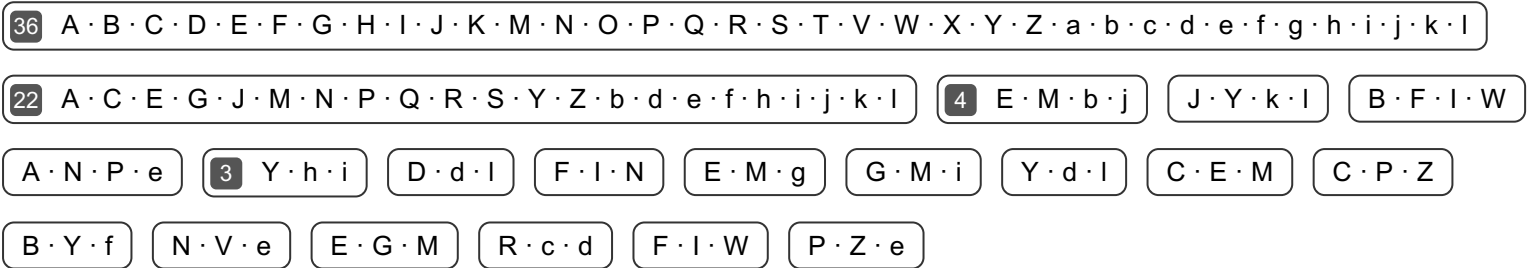 36 A · B · C · D · E · F · G · H · I · J · K · M · N · O · P · Q · R · S · T · V · W · X · Y · Z · a · b · c · d · e · f · g · h · i · j · k · l
22 A · C · E · G · J · M · N · P · Q · R · S · Y · Z · b · d · e · f · h · i · j · k · l 4 E · M · b · j J · Y · k · l B · F · I · W
A · N · P · e 3 Y · h · i D · d · l F · I · N E · M · g G · M · i Y · d · l C · E · M C · P · Z
B · Y · f N · V · e E · G · M R · c · d F · I · W P · Z · e